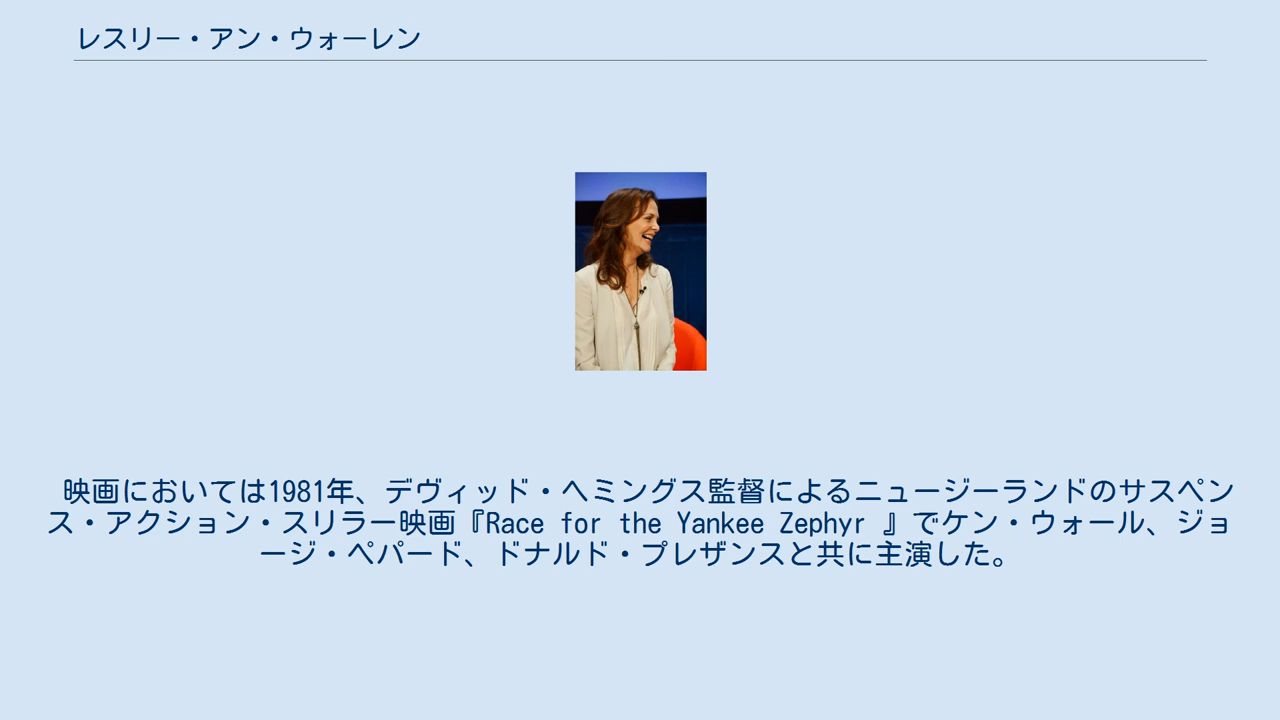 レスリー・アン・ウォーレン
映画においては1981年、デヴィッド・ヘミングス監督によるニュージーランドのサスペン
ス・アクション・スリラー映画『Race for the Yankee Zephyr 』でケン・ウォール、ジョ
ージ・ペパード、ドナルド・プレザンスと共に主演した。